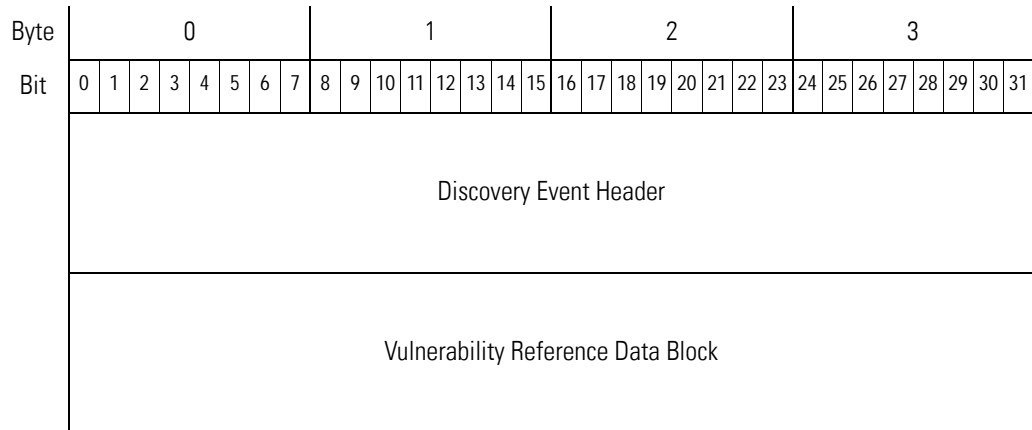 Byte 0 1 2 3
Bit 0 1 2 3 4 5 6 7 8 9 10 11 12 13 14 15 16 17 18 19 20 21 22 23 24 25 26 27 28 29 30 31
Discovery Event Header
Vulnerability Reference Data Block